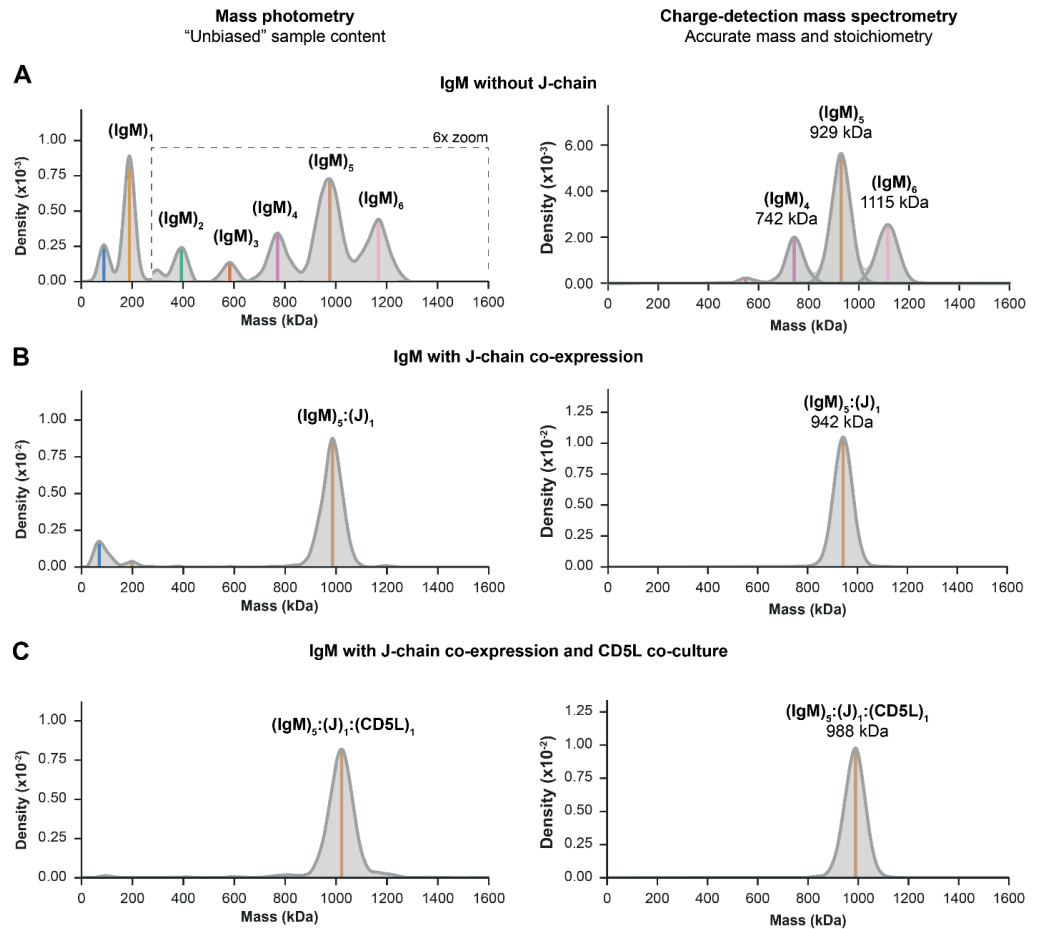 Mass photometry
“Unbiased” sample content
Charge-detection mass spectrometry
Accurate mass and stoichiometry
A
IgM without J-chain
Density (x10-3)
1.00
0.75
0.50
0.25
0.00
(IgM)1
6x zoom
(IgM)2
(IgM)3
(IgM)4
(IgM)5
(IgM)6
0 200 400 600 800 1000 1200 1400 1600
Mass (kDa)
Density (x10-3)
6.00
4.00
2.00
0.00
(IgM)4
742 kDa
(IgM)5
929 kDa
(IgM)6
1115 kDa
0 200 400 600 800 1000 1200 1400 1600
Mass (kDa)
B
IgM with J-chain co-expression
Density (x10-2)
1.00
0.75
0.50
0.25
0.00
(IgM)5:(J)1
0 200 400 600 800 1000 1200 1400 1600
Mass (kDa)
Density (x10-2)
1.25
1.00
0.75
0.50
0.25
0.00
(IgM)5:(J)1
942 kDa
0 200 400 600 800 1000 1200 1400 1600
Mass (kDa)
C
IgM with J-chain co-expression and CD5L co-culture
Density (x10-2)
1.00
0.75
0.50
0.25
0.00
(IgM)5:(J)1:(CD5L)1
0 200 400 600 800 1000 1200 1400 1600
Mass (kDa)
Density (x10-2)
1.25
1.00
0.75
0.50
0.25
0.00
(IgM)5:(J)1:(CD5L)1
988 kDa
0 200 400 600 800 1000 1200 1400 1600
Mass (kDa)